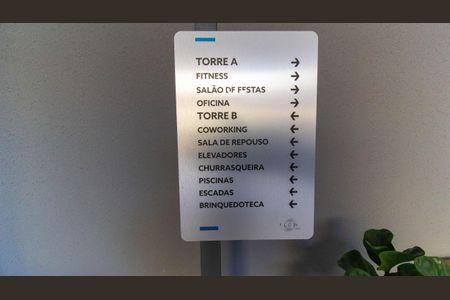 TORRE A
FITNESS
SALÃO DE FESTAS
OFICINA
TORRE B
COWORKING
SALA DE REPOUSO
ELEVADORES
CHURRASQUEIRA
PISCINAS
ESCADAS
BRINQUEDOTECA